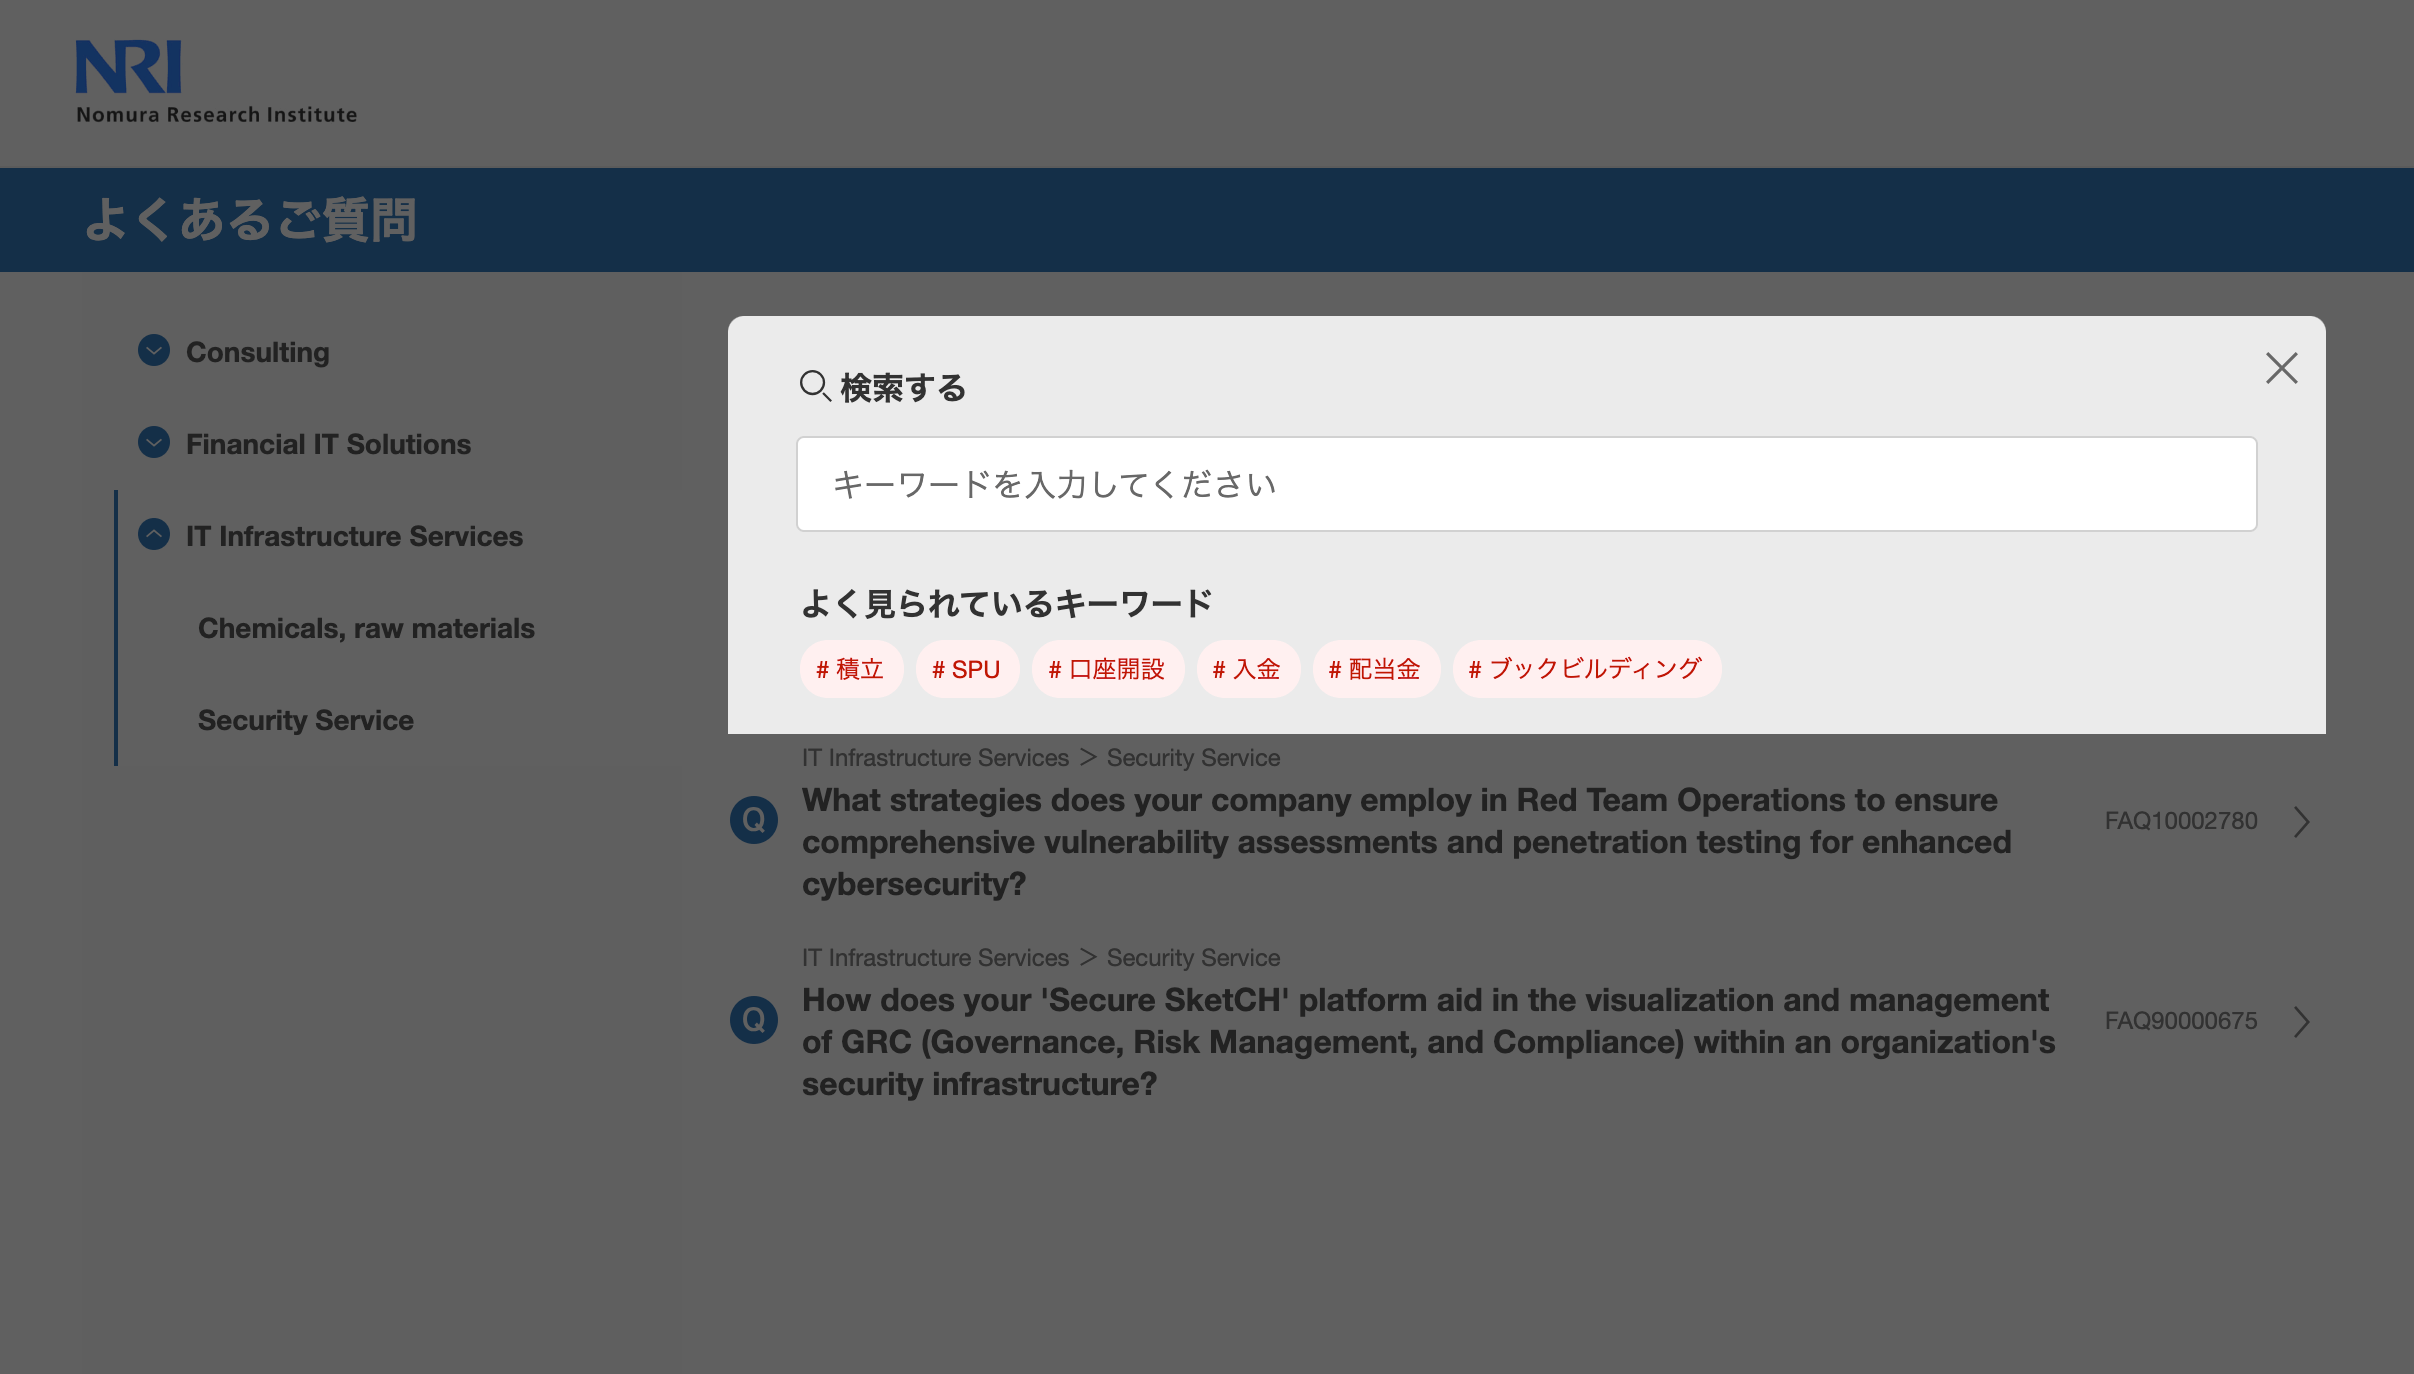 NRI
Nomura Research Institute
よくあるご質問
Consulting
Financial IT Solutions
IT Infrastructure Services
Chemicals, raw materials
Security Service
検索する
キーワードを入力してください
よく見られているキーワード
# 積立 # SPU # 口座開設 # 入金 # 配当金 # ブックビルディング
IT Infrastructure Services > Security Service
Q
What strategies does your company employ in Red Team Operations to ensure
comprehensive vulnerability assessments and penetration testing for enhanced
cybersecurity?
FAQ10002780
IT Infrastructure Services > Security Service
Q
How does your 'Secure SketCH' platform aid in the visualization and management
of GRC (Governance, Risk Management, and Compliance) within an organization's
security infrastructure?
FAQ90000675